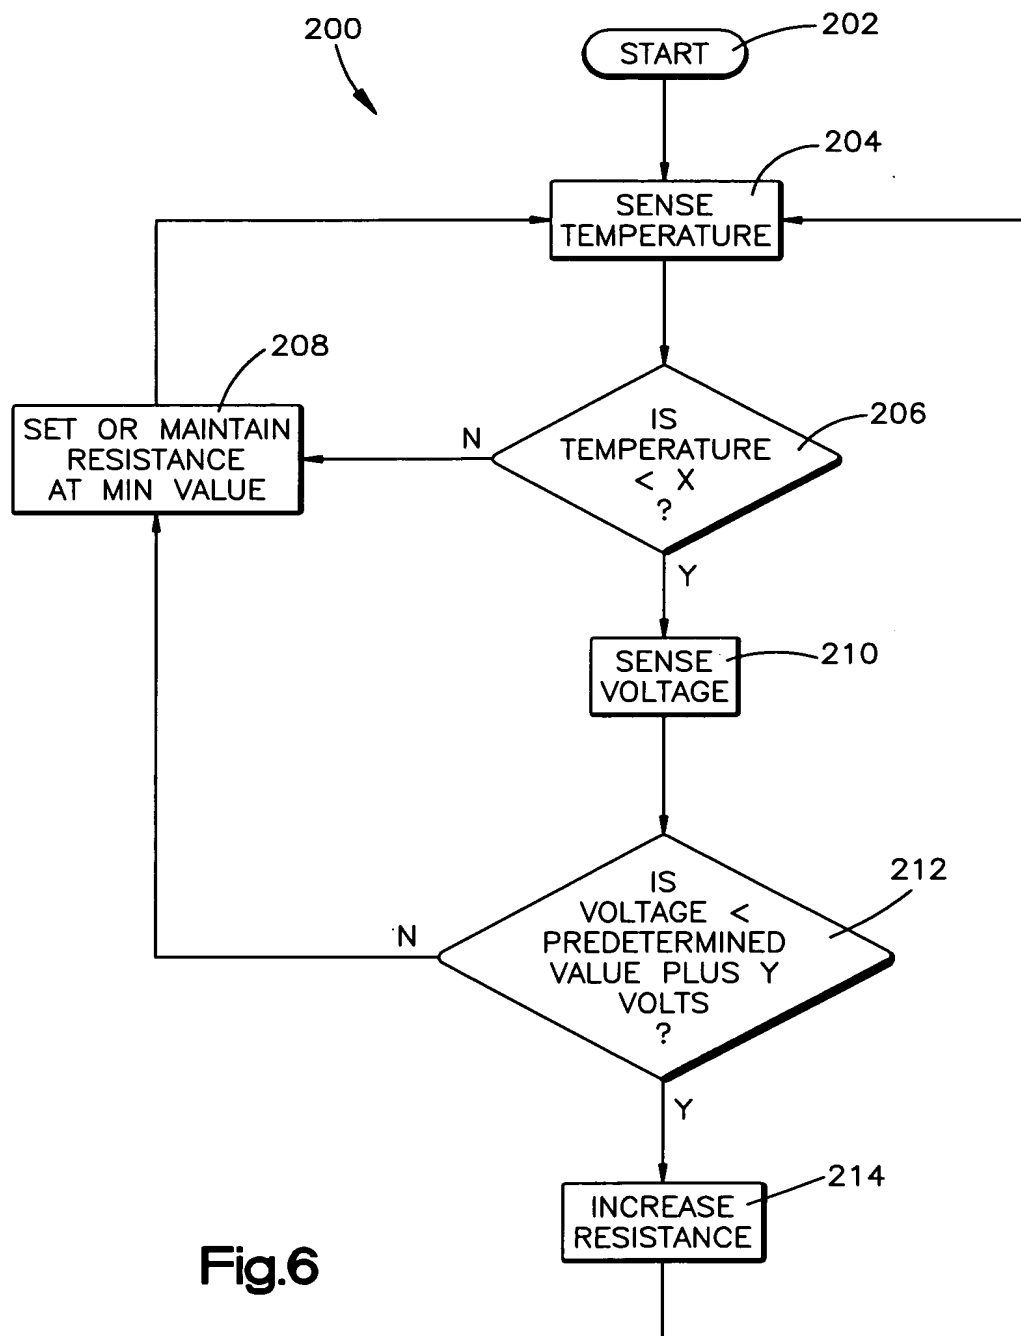 200
START
202
SENSE
TEMPERATURE
204
IS
TEMPERATURE
< X
?
206
N
Y
208
SET OR MAINTAIN
RESISTANCE
AT MIN VALUE
SENSE
VOLTAGE
210
IS
VOLTAGE <
PREDETERMINED
VALUE PLUS Y
VOLTS
?
212
N
Y
INCREASE
RESISTANCE
214
Fig.6